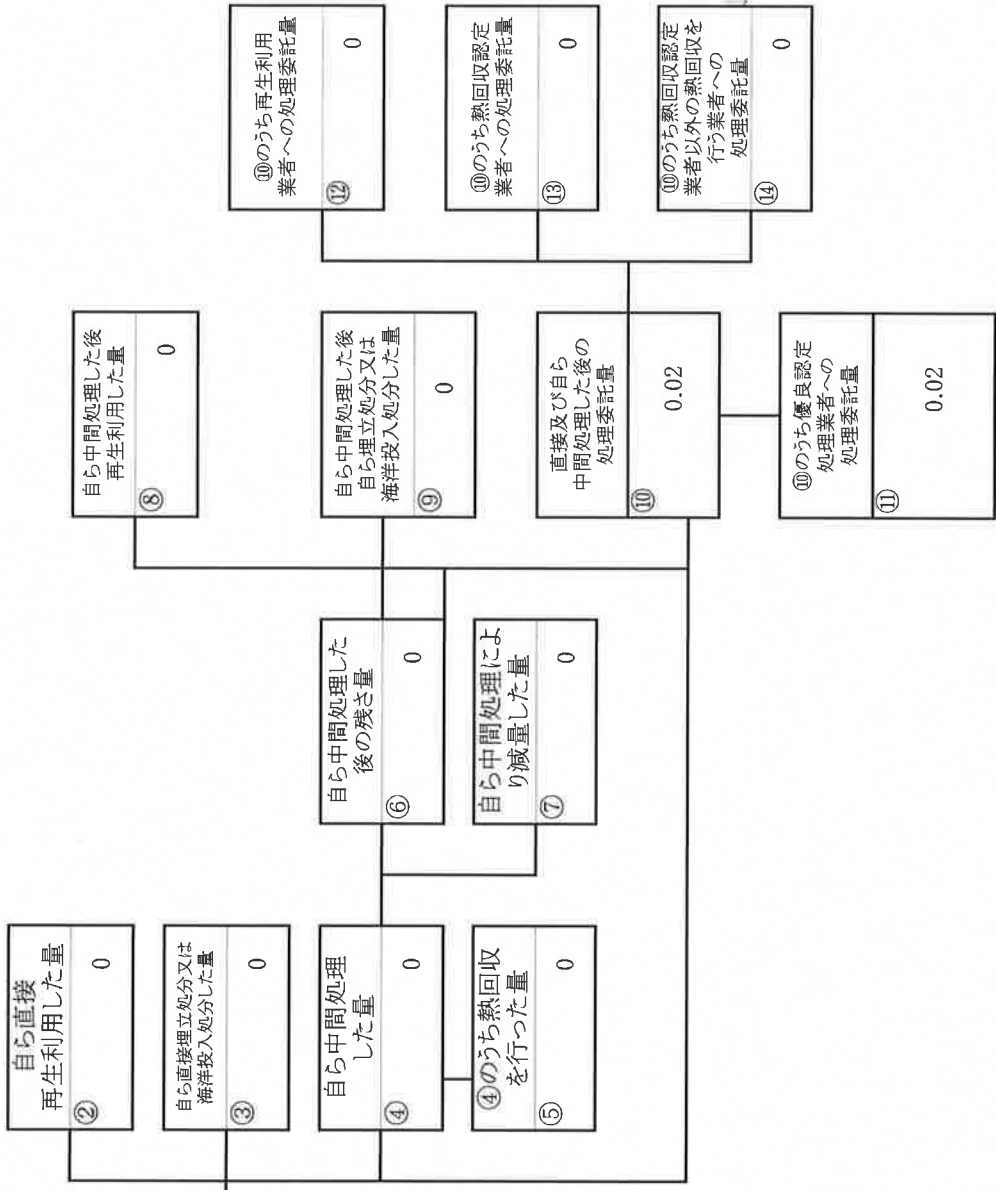 自ら直接
再生利用した量
②
0
自ら直接埋立処分又は
海洋投入処分した量
③
0
自ら中間処理
した量
④
0
④のうち熱回収
を行った量
⑤
0
自ら中間処理した
後の残さ量
⑥
0
自ら中間処理によ
り減量した量
⑦
0
自ら中間処理した後
再生利用した量
⑧
0
自ら中間処理した後
自ら埋立処分又は
海洋投入処分した量
⑨
0
直接及び自ら
中間処理した後の
処理委託量
⑩
0.02
⑩のうち優良認定
処理業者への
処理委託量
⑪
0.02
⑩のうち再生利用
業者への処理委託量
⑫
0
⑩のうち熱回収認定
業者への処理委託量
⑬
0
⑩のうち熱回収認定
業者以外の熱回収を
行う業者への
処理委託量
⑭
0